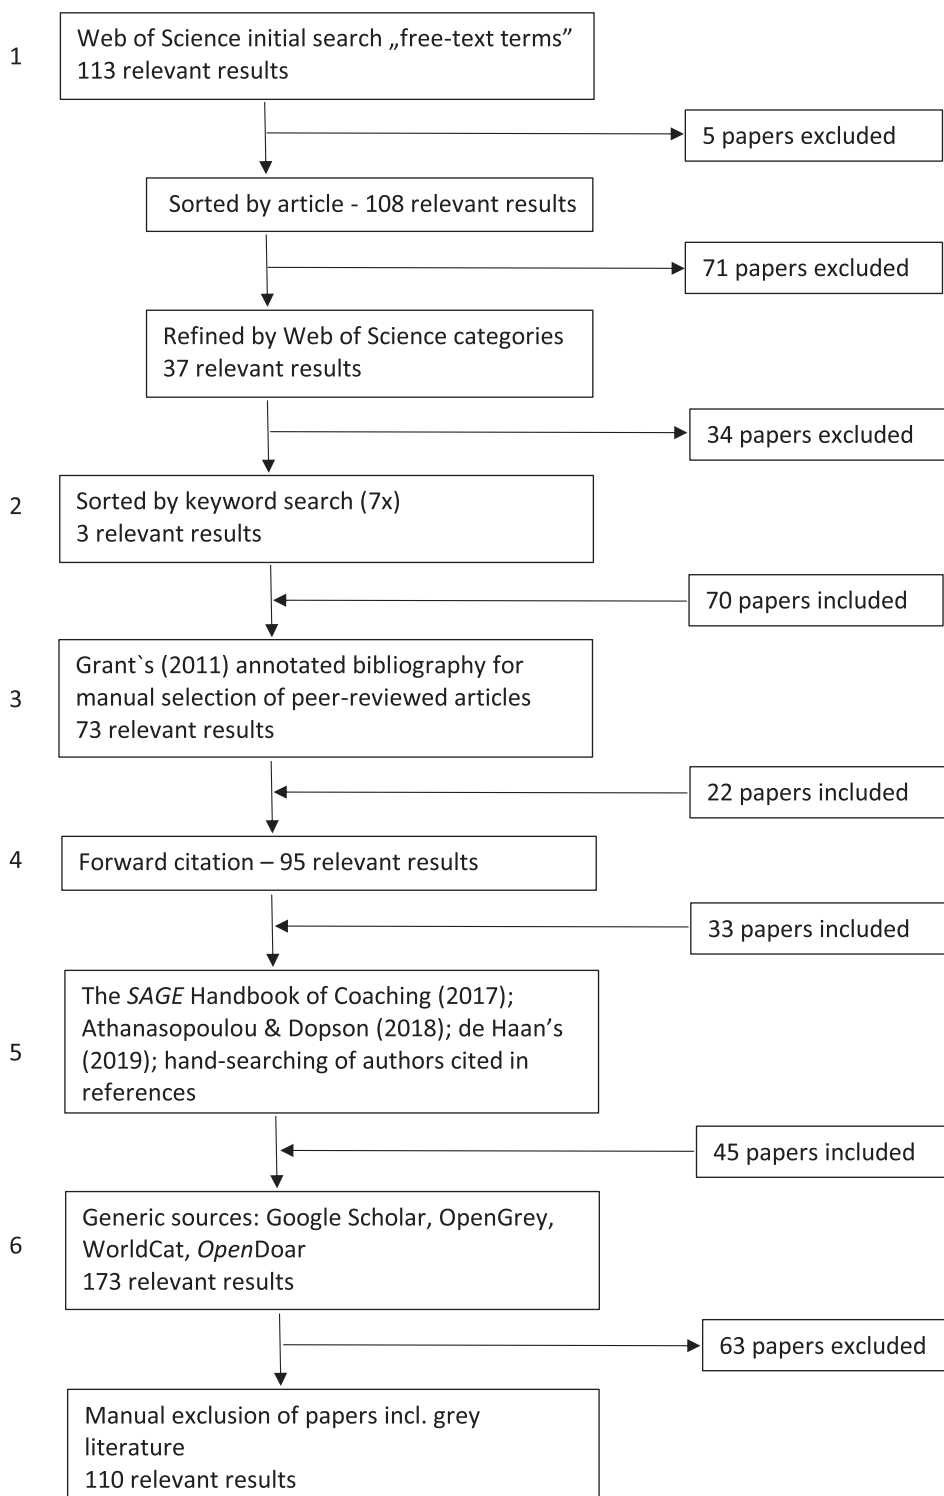 1
Web of Science initial search „free-text terms”
113 relevant results
5 papers excluded
Sorted by article - 108 relevant results
71 papers excluded
Refined by Web of Science categories
37 relevant results
34 papers excluded
2
Sorted by keyword search (7x)
3 relevant results
70 papers included
3
Grant`s (2011) annotated bibliography for
manual selection of peer-reviewed articles
73 relevant results
22 papers included
4
Forward citation – 95 relevant results
33 papers included
5
The SAGE Handbook of Coaching (2017);
Athanasopoulou & Dopson (2018); de Haan’s
(2019); hand-searching of authors cited in
references
45 papers included
6
Generic sources: Google Scholar, OpenGrey,
WorldCat, OpenDoar
173 relevant results
63 papers excluded
Manual exclusion of papers incl. grey
literature
110 relevant results